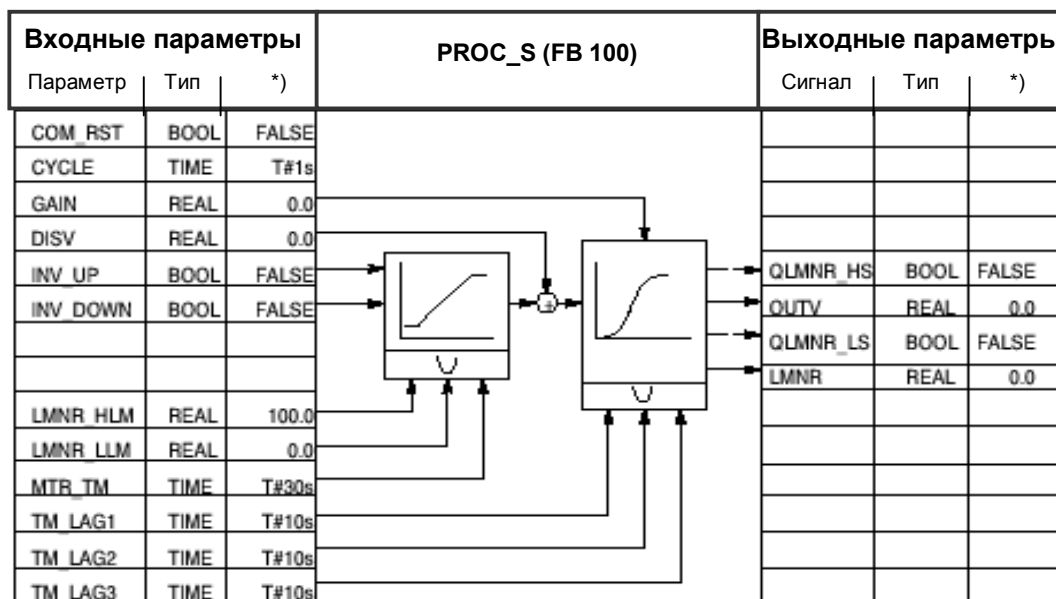 Входные параметры PROC_S (FB 100) Выходные параметры
Параметр Тип *) Сигнал Тип *)
COM_RST BOOL FALSE
CYCLE TIME T#1s
GAIN REAL 0.0
DISV REAL 0.0
INV_UP BOOL FALSE QLMNR_HS BOOL FALSE
INV_DOWN BOOL FALSE OUTV REAL 0.0
QLMNR_LS BOOL FALSE
LMNR REAL 0.0
LMNR_HLM REAL 100.0
LMNR_LLM REAL 0.0
MTR_TM TIME T#30s
TM_LAG1 TIME T#10s
TM_LAG2 TIME T#10s
TM_LAG3 TIME T#10s